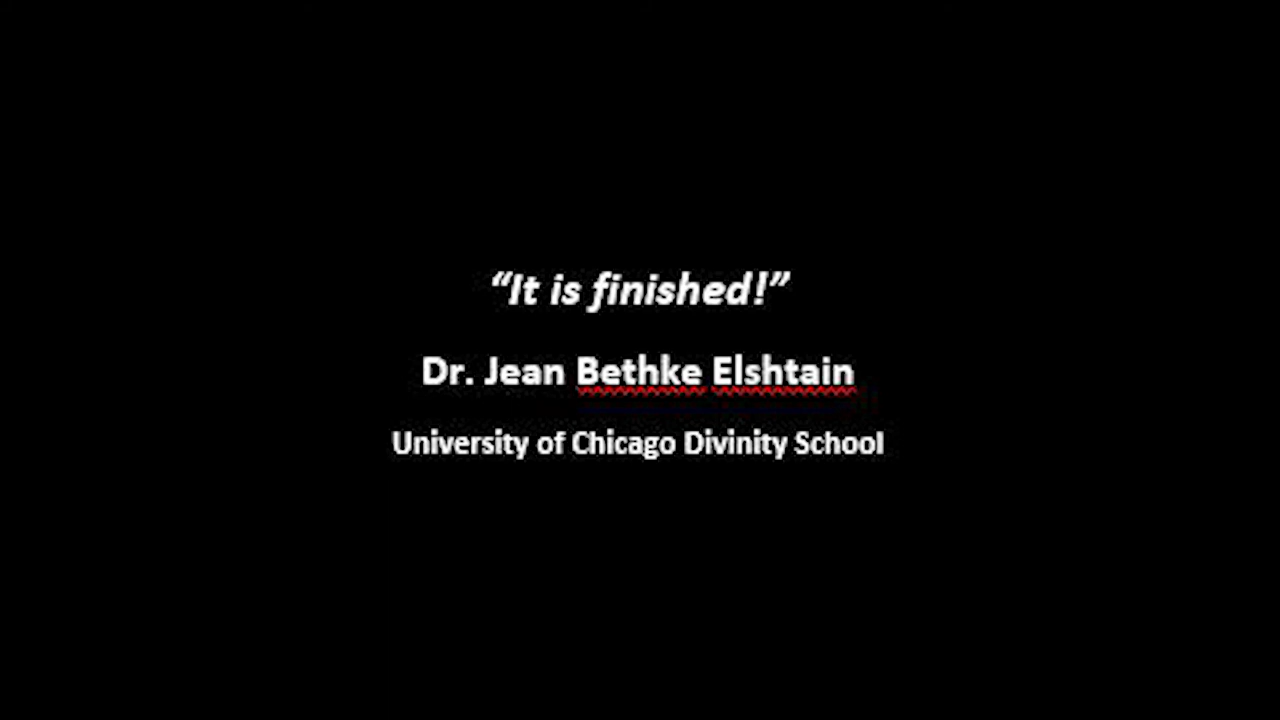 “It is finished!”
Dr. Jean Bethke Elshtain
University of Chicago Divinity School